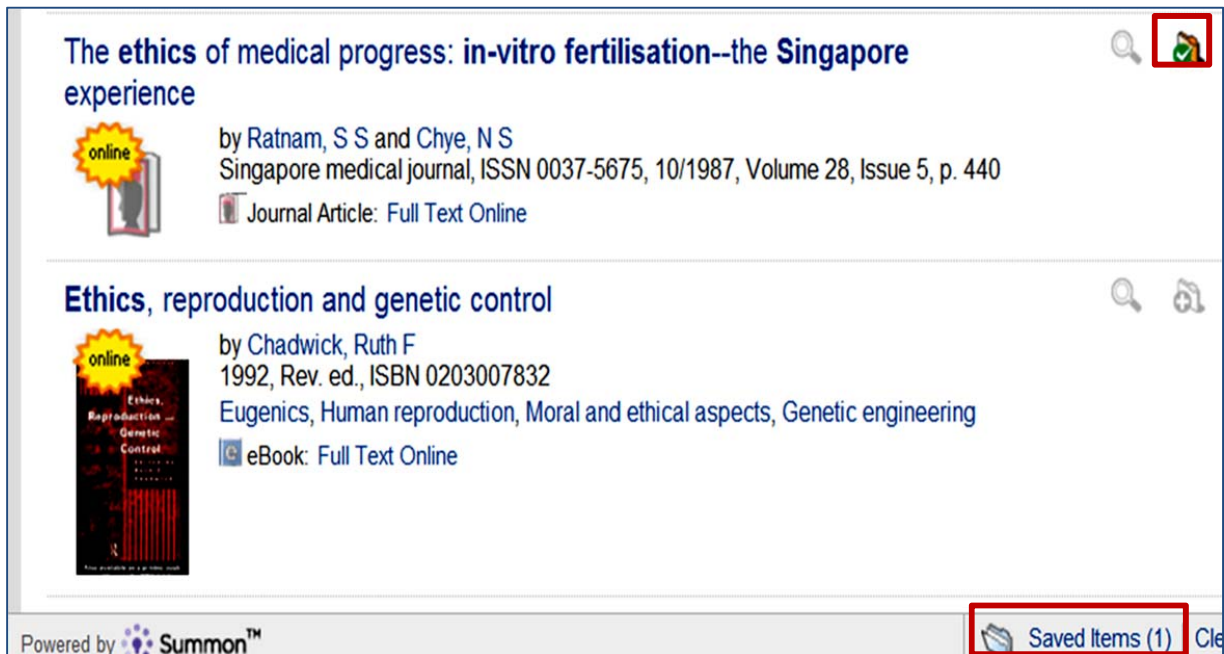 The ethics of medical progress: in-vitro fertilisation--the Singapore
experience
online
by Ratnam, S S and Chye, N S
Singapore medical journal, ISSN 0037-5675, 10/1987, Volume 28, Issue 5, p. 440
Journal Article: Full Text Online
Ethics, reproduction and genetic control
online
by Chadwick, Ruth F
1992, Rev. ed., ISBN 0203007832
Eugenics, Human reproduction, Moral and ethical aspects, Genetic engineering
e eBook: Full Text Online
Ethics,
Reproduction and
Genetic
Control
Powered by Summon™
Saved Items (1) Cle